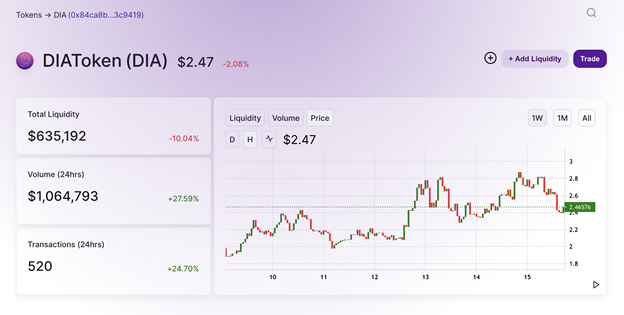 Tokens → DIA (0x84ca8b...3c9419)
DIAToken (DIA) $2.47 -2.08%
+ Add Liquidity Trade
Total Liquidity
$635,192 -10.04%
Volume (24hrs)
$1,064,793 +27.59%
Transactions (24hrs)
520 +24.70%
Liquidity Volume Price 1W 1M All
D H $2.47
3
2.8
2.6
2.46576
2.4
2.2
2
1.8
10 11 12 13 14 15